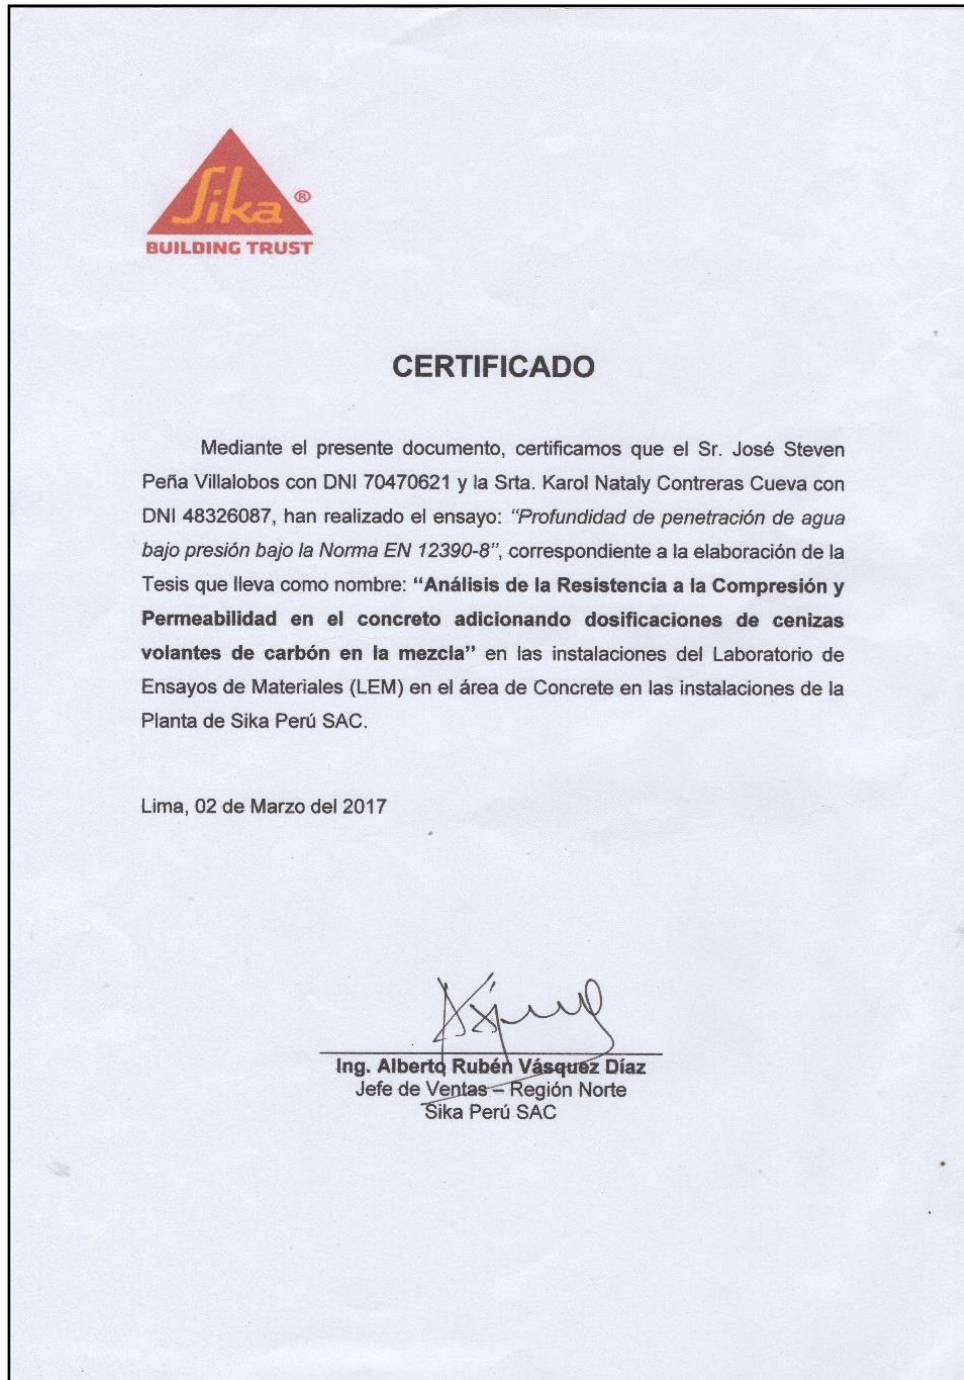 Sika ®
BUILDING TRUST
CERTIFICADO
Mediante el presente documento, certificamos que el Sr. José Steven
Peña Villalobos con DNI 70470621 y la Srta. Karol Nataly Contreras Cueva con
DNI 48326087, han realizado el ensayo: “Profundidad de penetración de agua
bajo presión bajo la Norma EN 12390-8”, correspondiente a la elaboración de la
Tesis que lleva como nombre: “Análisis de la Resistencia a la Compresión y
Permeabilidad en el concreto adicionando dosificaciones de cenizas
volantes de carbón en la mezcla” en las instalaciones del Laboratorio de
Ensayos de Materiales (LEM) en el área de Concrete en las instalaciones de la
Planta de Sika Perú SAC.
Lima, 02 de Marzo del 2017
Ing. Alberto Rubén Vásquez Díaz
Jefe de Ventas – Región Norte
Sika Perú SAC